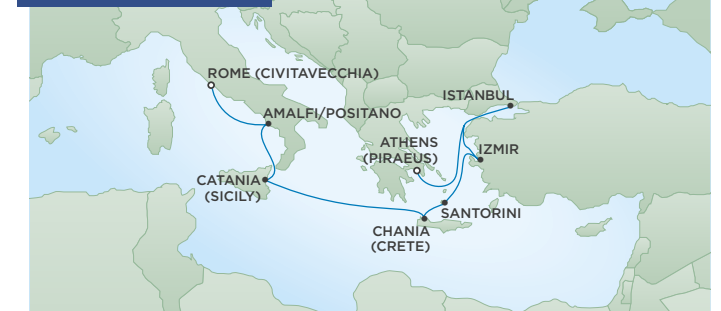 ROME (CIVITAVECCHIA)
AMALFI/POSITANO
ISTANBUL
ATHENS
(PIRAEUS)
IZMIR
CATANIA
(SICILY)
SANTORINI
CHANIA
(CRETE)